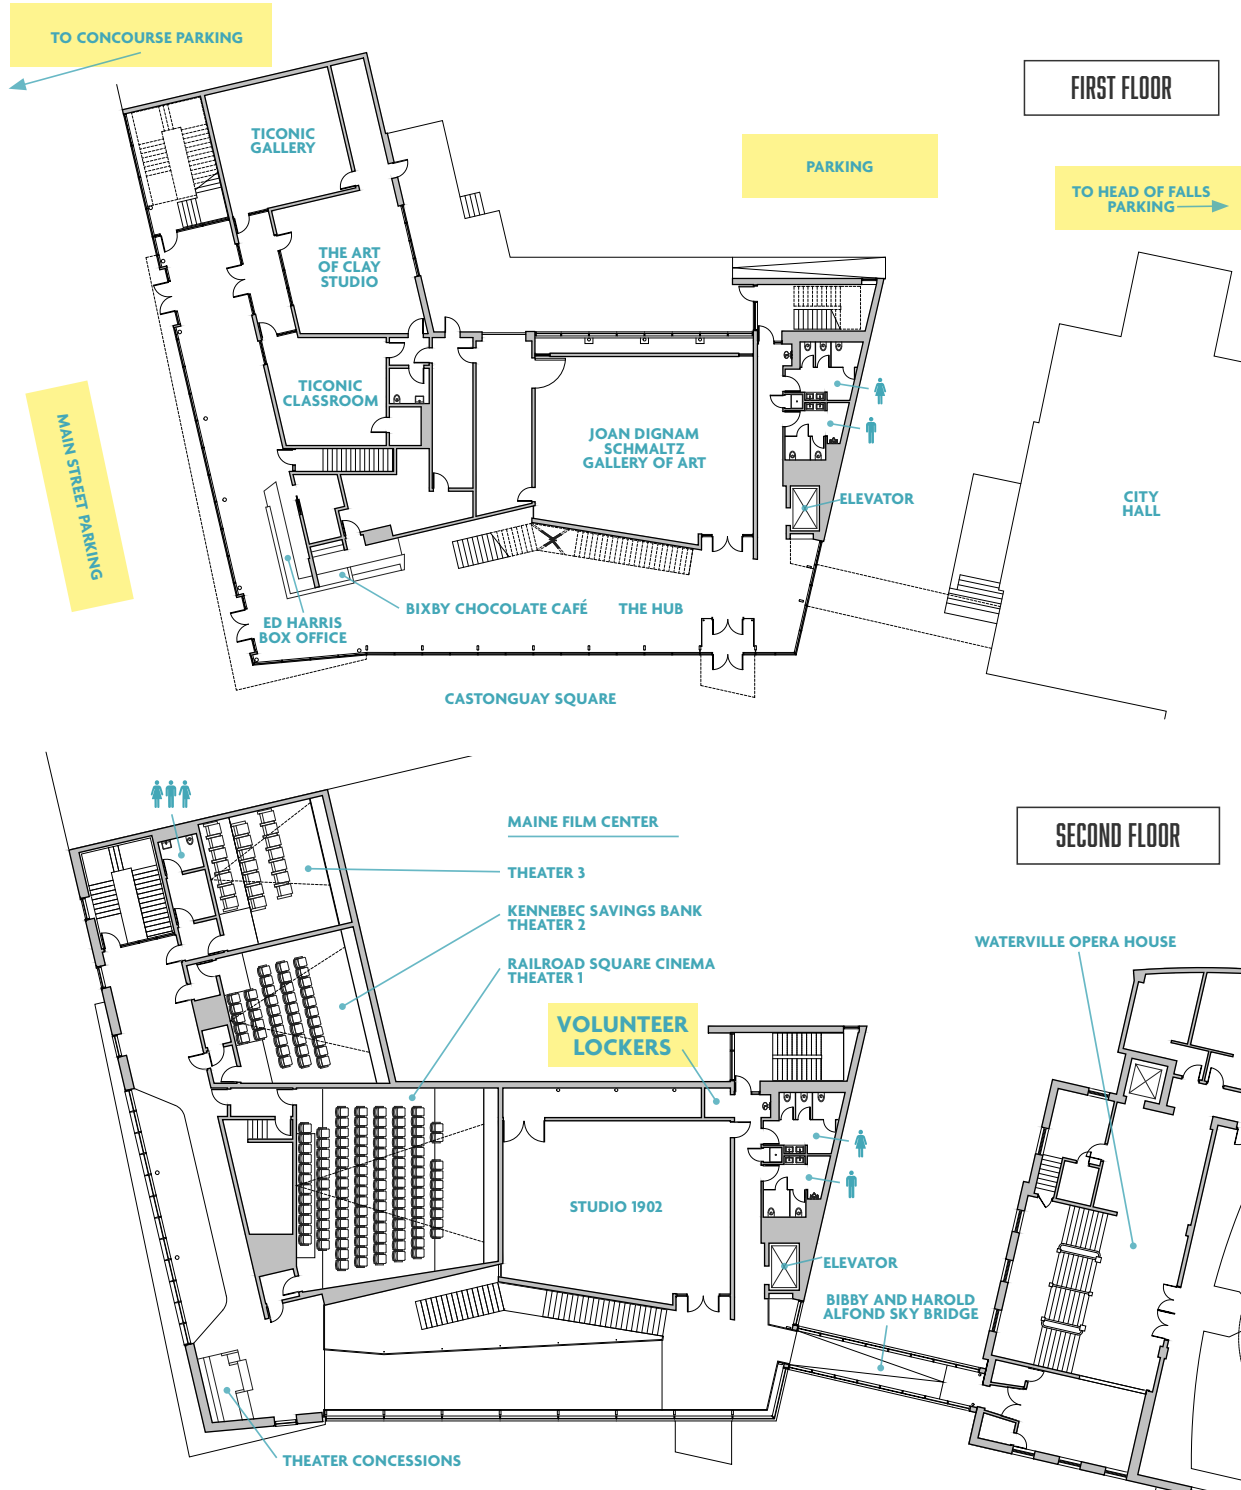 TO CONCOURSE PARKING
FIRST FLOOR
TICONIC
GALLERY
PARKING
TO HEAD OF FALLS
PARKING
THE ART
OF CLAY
STUDIO
TICONIC
CLASSROOM
MAIN STREET PARKING
JOAN DIGNAM
SCHMALTZ
GALLERY OF ART
ELEVATOR
CITY
HALL
BIXBY CHOCOLATE CAFÉ
THE HUB
ED HARRIS
BOX OFFICE
CASTONGUAY SQUARE
SECOND FLOOR
MAINE FILM CENTER
THEATER 3
KENNEBEC SAVINGS BANK
THEATER 2
RAILROAD SQUARE CINEMA
THEATER 1
WATERVILLE OPERA HOUSE
VOLUNTEER
LOCKERS
STUDIO 1902
ELEVATOR
BIBBY AND HAROLD
ALFOND SKY BRIDGE
THEATER CONCESSIONS